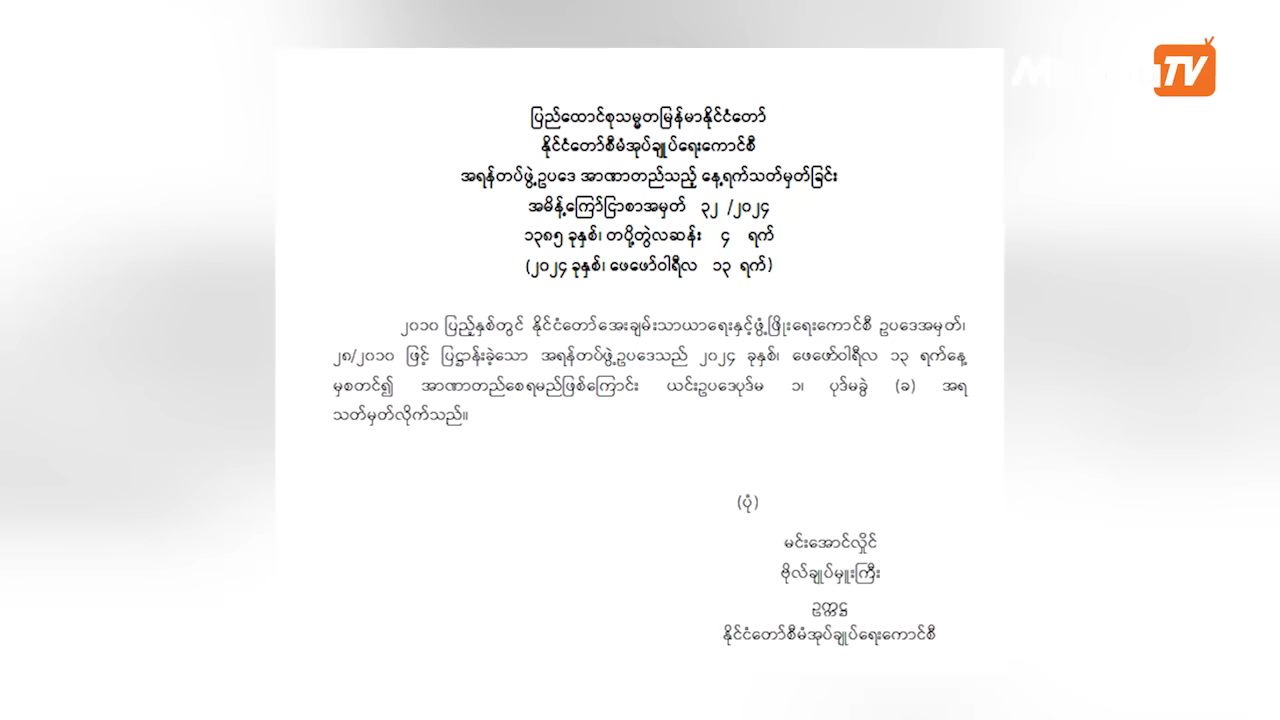 TV
ပြည်ထောင်စုသမ္မတမြန်မာနိုင်ငံတော်
နိုင်ငံတော်စီမံအုပ်ချုပ်ရေးကောင်စီ
အရန်တပ်ဖွဲ့ဥပဒေ အာဏာတည်သည့် နေ့ရက်သတ်မှတ်ခြင်း
အမိန့်ကြော်ငြာစာအမှတ် ၃၂ /၂၀၂၄
၁၃၈၅ ခုနှစ်၊ တပို့တွဲလဆန်း ၄ ရက်
(၂၀၂၄ ခုနှစ်၊ ဖေဖော်ဝါရီလ ၁၃ ရက်)
၂၀၁၀ ပြည့်နှစ်တွင် နိုင်ငံတော်အေးချမ်းသာယာရေးနှင့်ဖွံ့ဖြိုးရေးကောင်စီ ဥပဒေအမှတ်၊
၂၈/၂၀၁၀ ဖြင့် ပြဋ္ဌာန်းခဲ့သော အရန်တပ်ဖွဲ့ဥပဒေသည် ၂၀၂၄ ခုနှစ်၊ ဖေဖော်ဝါရီလ ၁၃ ရက်နေ့
မှစတင်၍ အာဏာတည်စေရမည်ဖြစ်ကြောင်း ယင်းဥပဒေပုဒ်မ ၁၊ ပုဒ်မခွဲ (ခ) အရ
သတ်မှတ်လိုက်သည်။
(ပုံ)
မင်းအောင်လှိုင်
ဗိုလ်ချုပ်မှူးကြီး
ဥက္ကဋ္ဌ
နိုင်ငံတော်စီမံအုပ်ချုပ်ရေးကောင်စီ